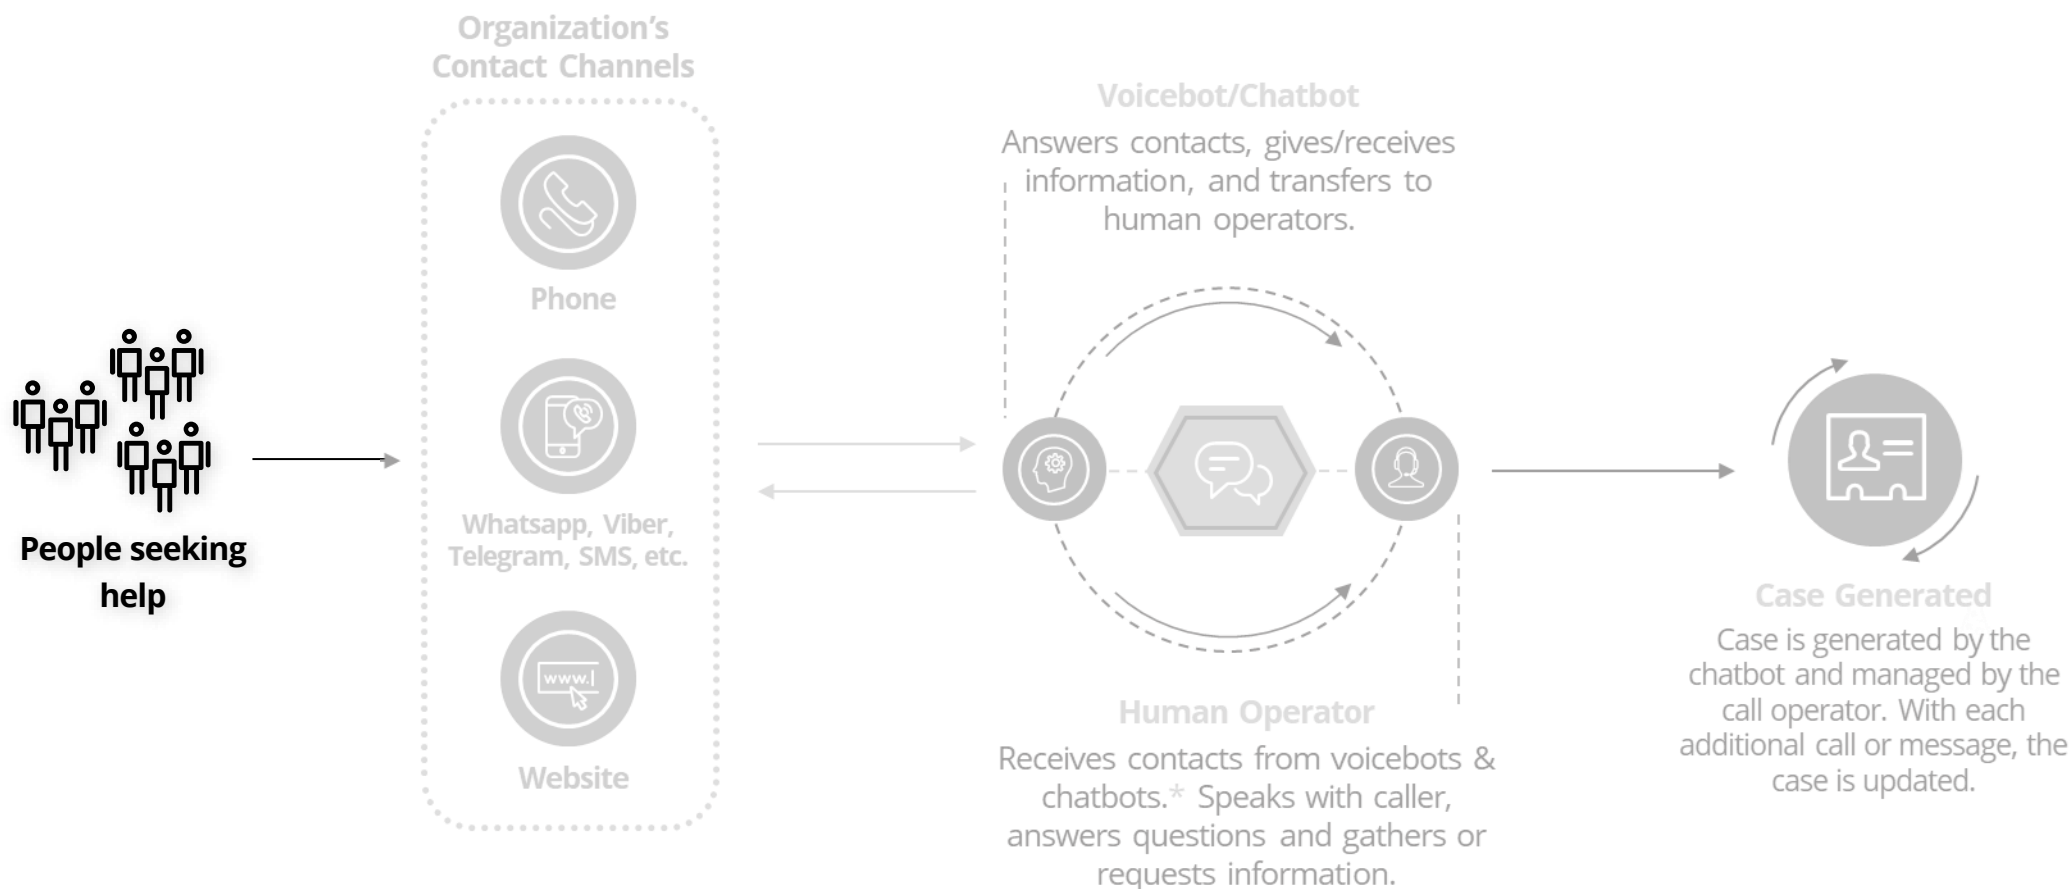 Organization’s
Contact Channels
Phone
Whatsapp, Viber,
Telegram, SMS, etc.
www.
Website
People seeking
help
Voicebot/Chatbot
Answers contacts, gives/receives
information, and transfers to
human operators.
Human Operator
Receives contacts from voicebots &
chatbots.* Speaks with caller,
answers questions and gathers or
requests information.
Case Generated
Case is generated by the
chatbot and managed by the
call operator. With each
additional call or message, the
case is updated.